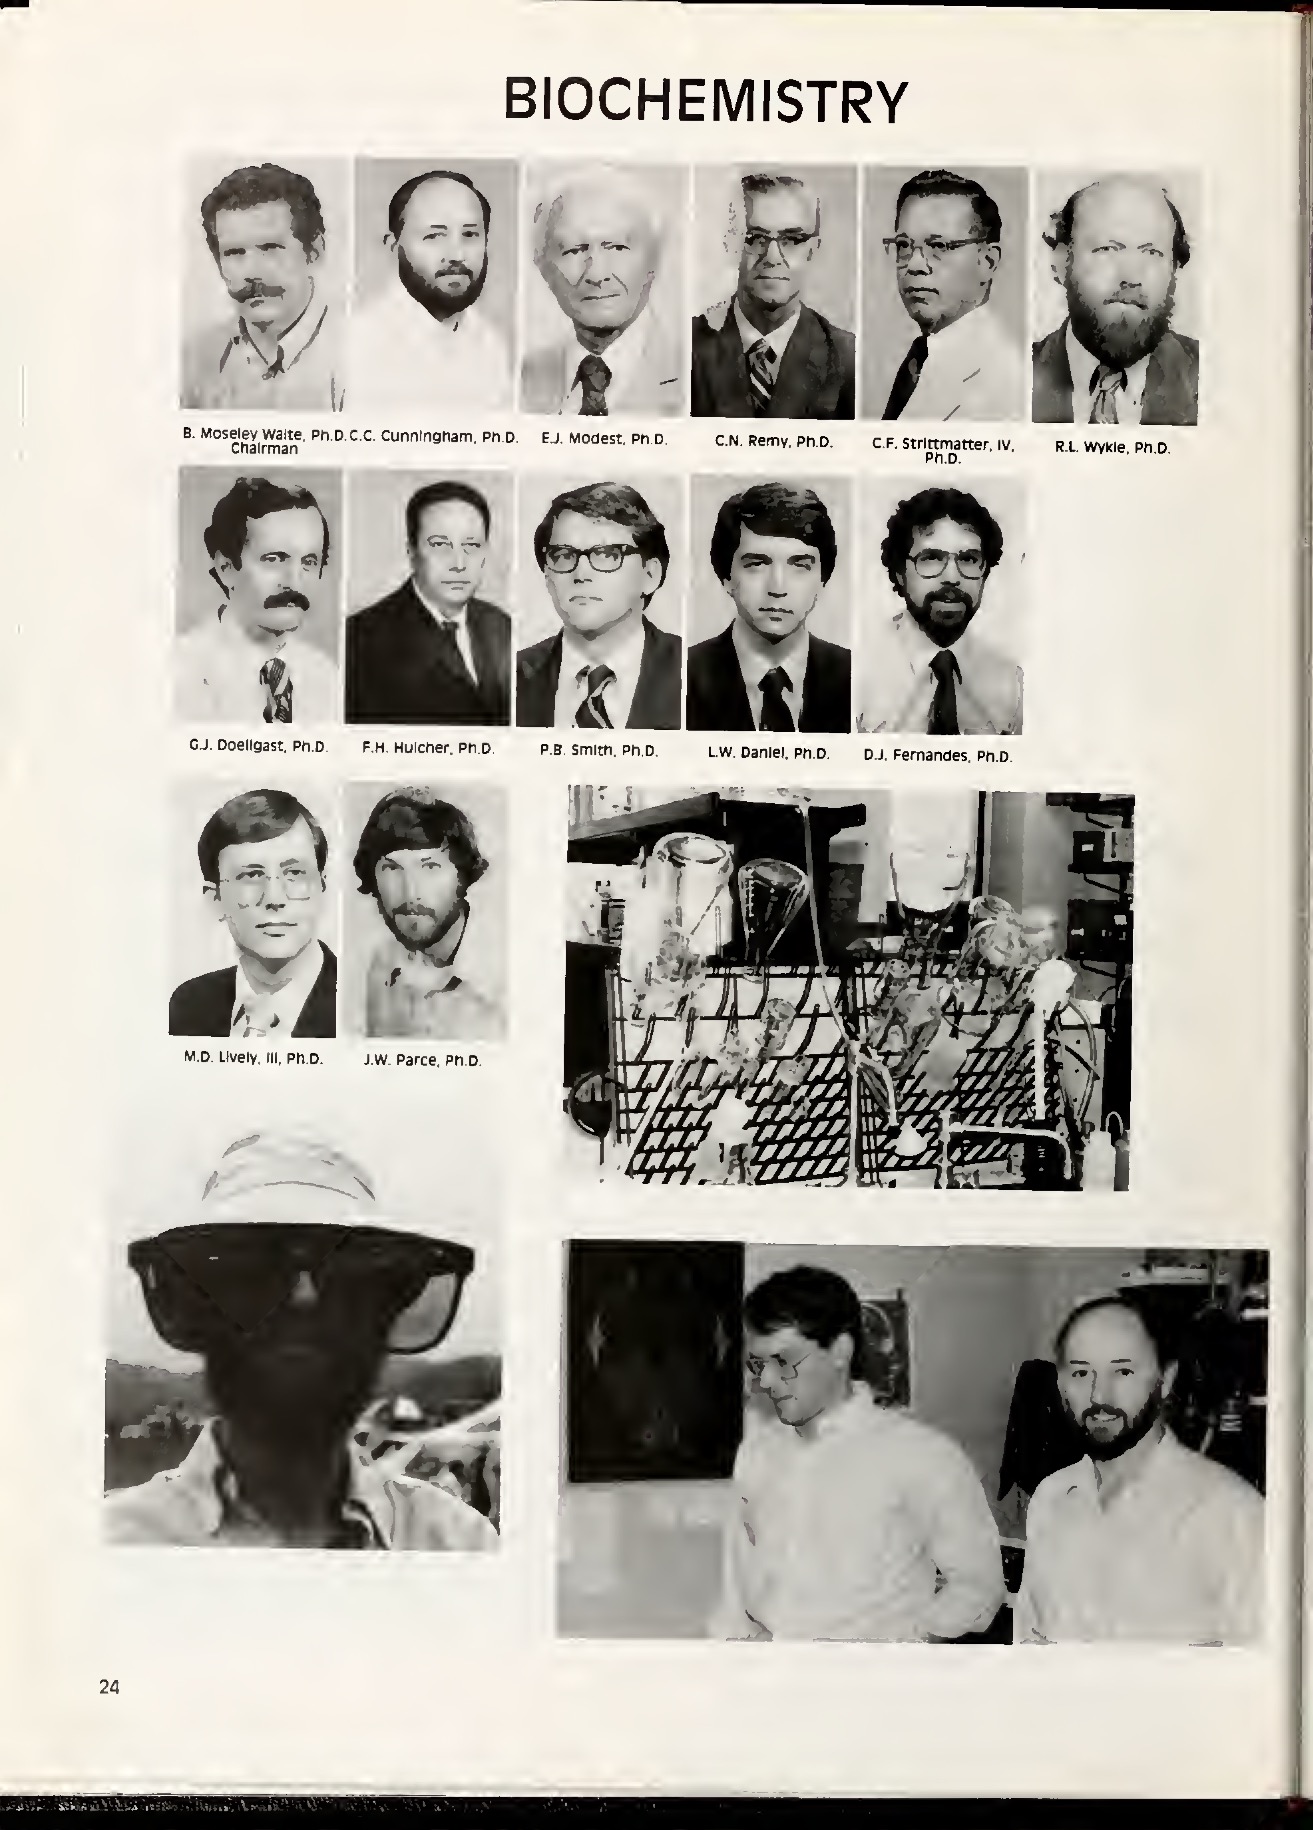 BIOCHEMISTRY
B. Moseley Waite, Ph.D.
Chairman
C.C. Cunningham, Ph.D.
E.J. Modest, Ph.D.
C.N. Remy, Ph.D.
C.F. Strittmatter, IV,
Ph.D.
R.L. Wykle, Ph.D.
G.J. Doellgast, Ph.D.
F.H. Hulcher, Ph.D.
P.B. Smith, Ph.D.
L.W. Daniel, Ph.D.
D.J. Fernandes, Ph.D.
M.D. Lively, III, Ph.D.
J.W. Parce, Ph.D.
24